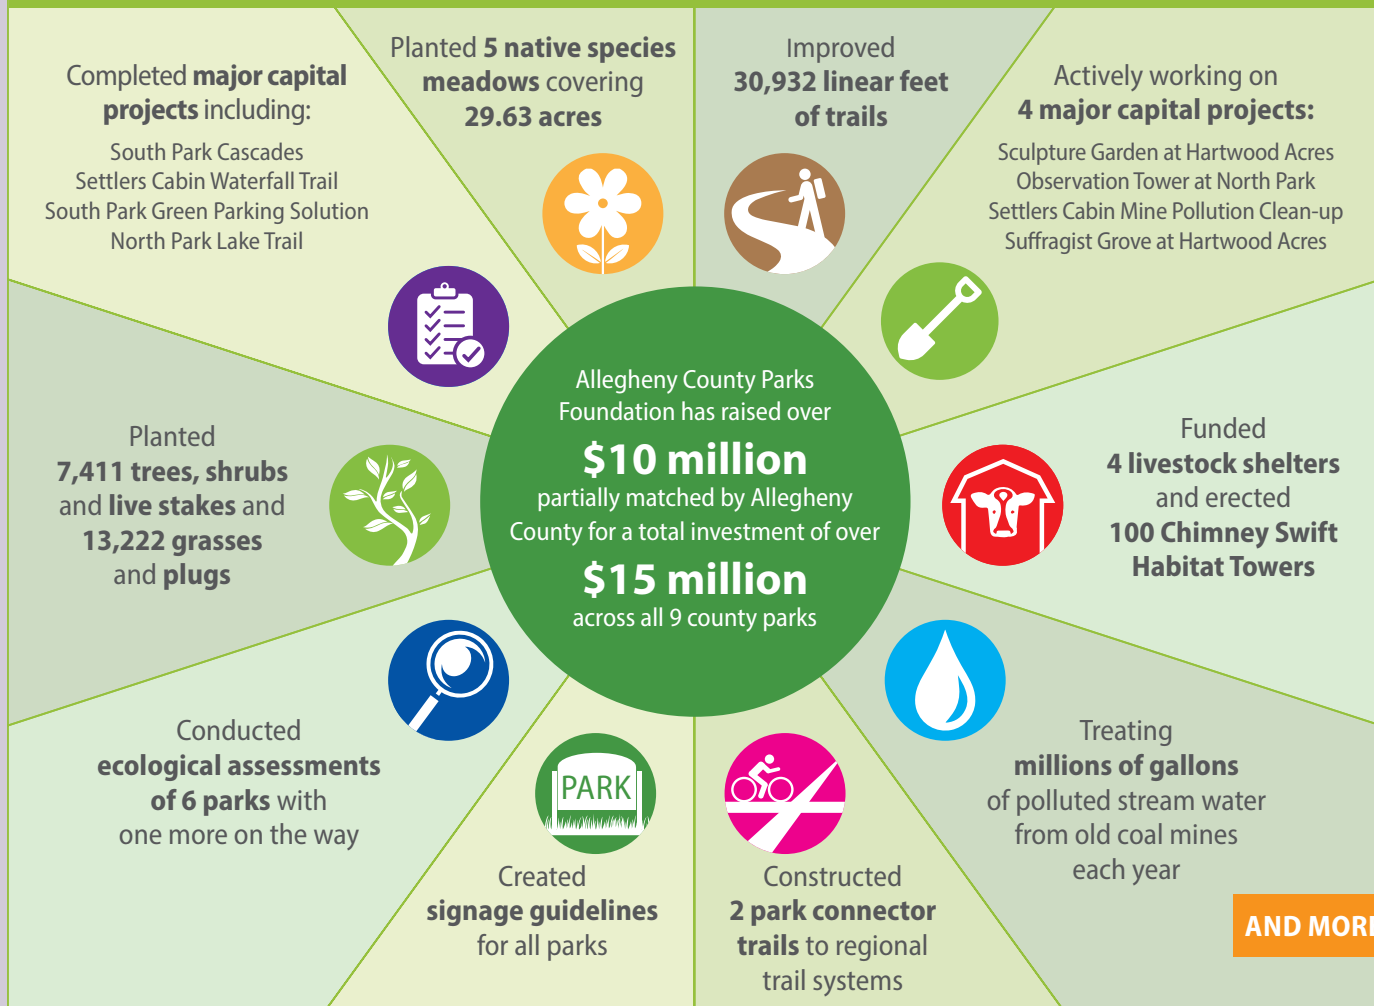 Completed major capital
projects including:
South Park Cascades
Settlers Cabin Waterfall Trail
South Park Green Parking Solution
North Park Lake Trail
Planted 5 native species
meadows covering
29.63 acres
Improved
30,932 linear feet
of trails
Actively working on
4 major capital projects:
Sculpture Garden at Hartwood Acres
Observation Tower at North Park
Settlers Cabin Mine Pollution Clean-up
Suffragist Grove at Hartwood Acres
Planted
7,411 trees, shrubs
and live stakes and
13,222 grasses
and plugs
Allegheny County Parks
Foundation has raised over
$10 million
partially matched by Allegheny
County for a total investment of over
$15 million
across all 9 county parks
Funded
4 livestock shelters
and erected
100 Chimney Swift
Habitat Towers
Conducted
ecological assessments
of 6 parks with
one more on the way
PARK
Created
signage guidelines
for all parks
Constructed
2 park connector
trails to regional
trail systems
Treating
millions of gallons
of polluted stream water
from old coal mines
each year
AND MORE